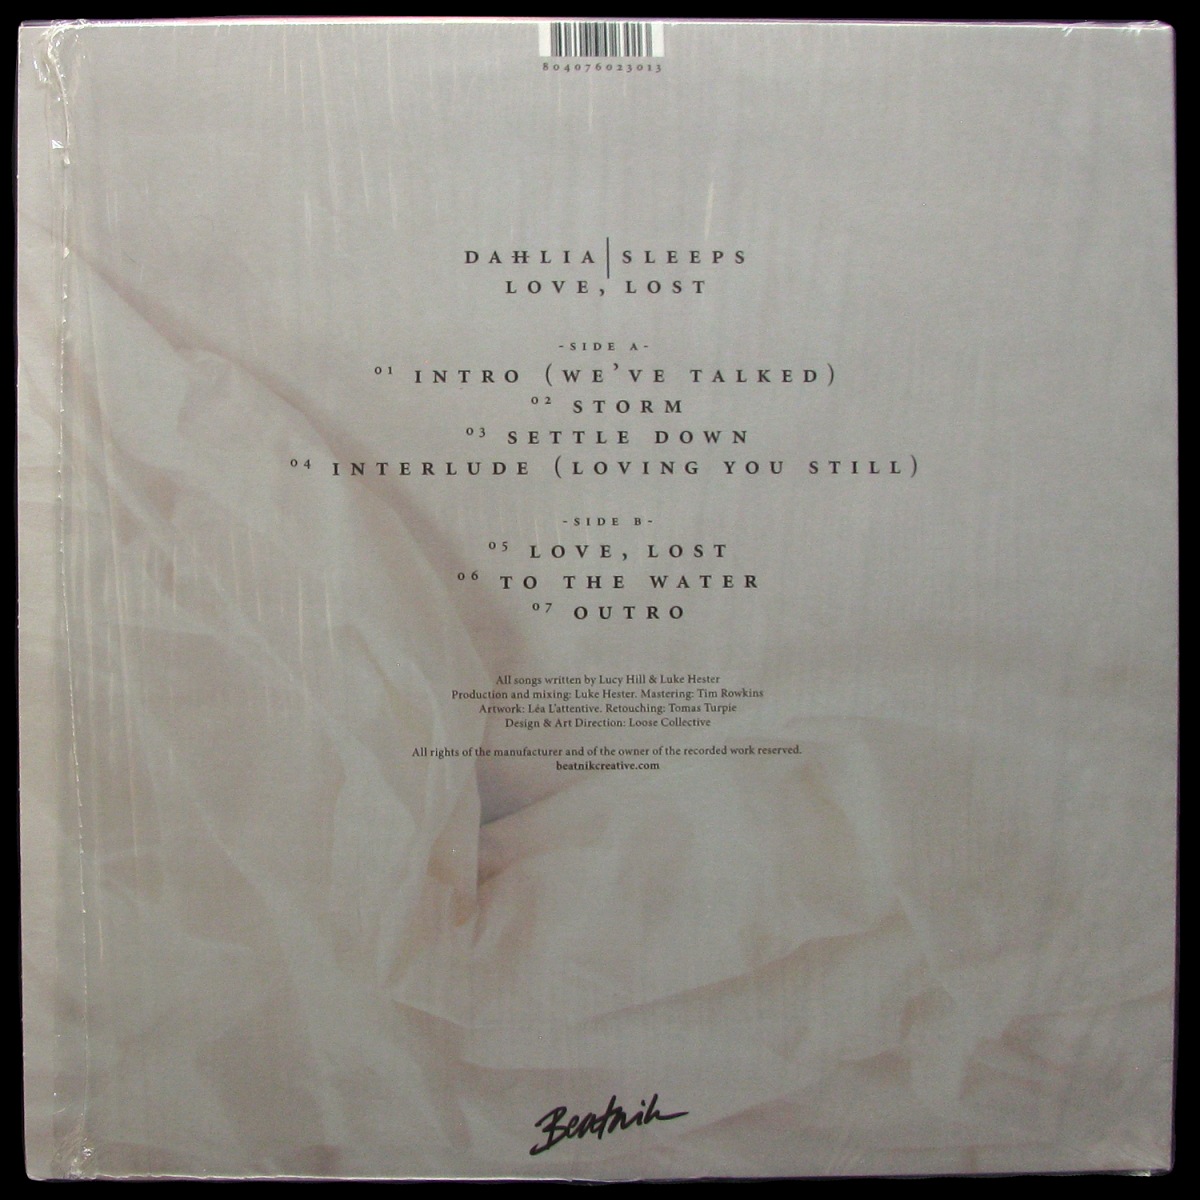 804076023013
DAHLIA|SLEEPS
LOVE, LOST
-SIDE A-
01 INTRO (WE'VE TALKED)
02 STORM
03 SETTLE DOWN
04 INTERLUDE (LOVING YOU STILL)
-SIDE B-
05 LOVE, LOST
06 TO THE WATER
07 OUTRO
All songs written by Lucy Hill & Luke Hester
Production and mixing: Luke Hester. Mastering: Tim Rowkins
Artwork: Léa L'attentive. Retouching: Tomas Turpie
Design & Art Direction: Loose Collective
All rights of the manufacturer and of the owner of the recorded work reserved.
beatnikcreative.com
Beatnik